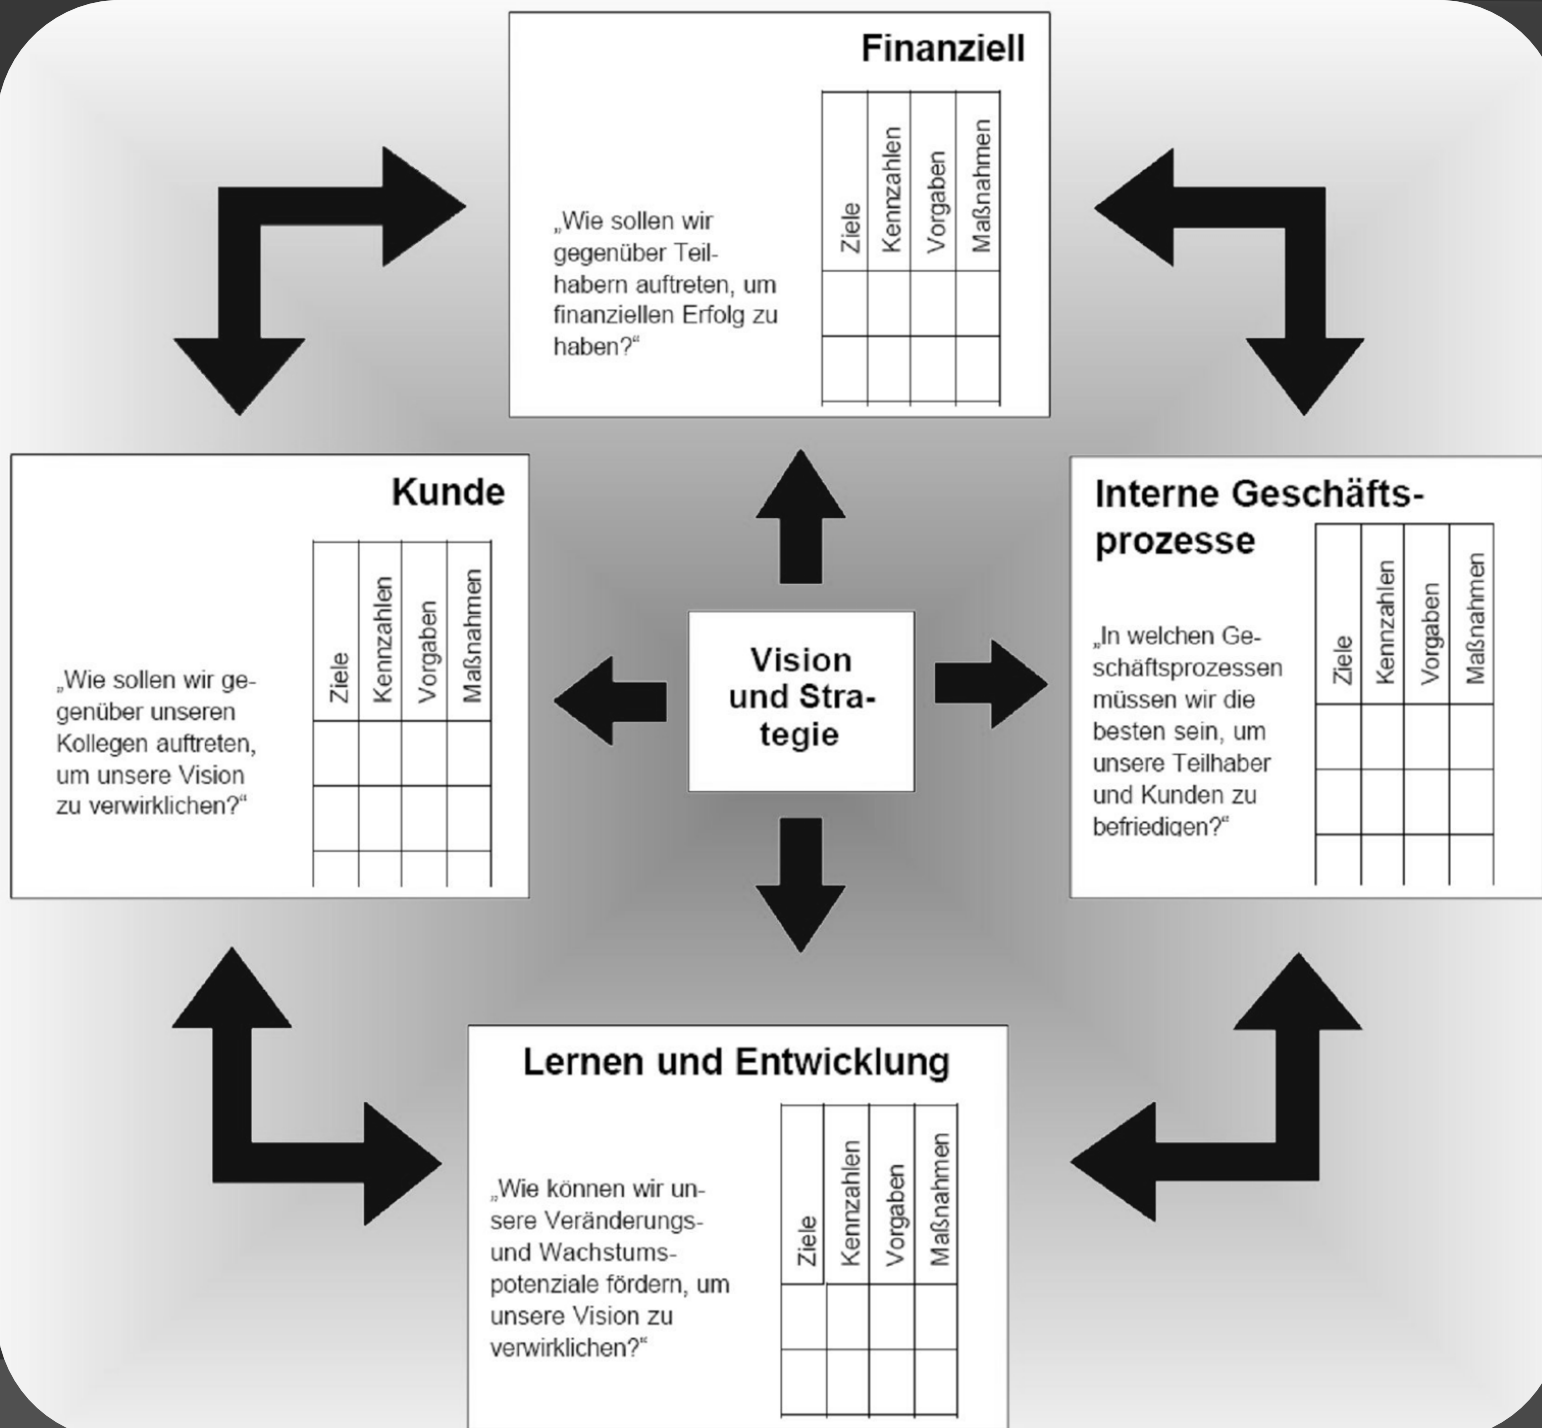 Finanziell
„Wie sollen wir
gegenüber Teil-
habern auftreten, um
finanziellen Erfolg zu
haben?“
Ziele
Kennzahlen
Vorgaben
Maßnahmen
Kunde
„Wie sollen wir ge-
genüber unseren
Kollegen auftreten,
um unsere Vision
zu verwirklichen?“
Ziele
Kennzahlen
Vorgaben
Maßnahmen
Vision
und Stra-
tegie
Interne Geschäfts-
prozesse
„In welchen Ge-
schäftsprozessen
müssen wir die
besten sein, um
unsere Teilhaber
und Kunden zu
befriedigen?“
Ziele
Kennzahlen
Vorgaben
Maßnahmen
Lernen und Entwicklung
„Wie können wir un-
sere Veränderungs-
und Wachstums-
potenziale fördern, um
unsere Vision zu
verwirklichen?“
Ziele
Kennzahlen
Vorgaben
Maßnahmen